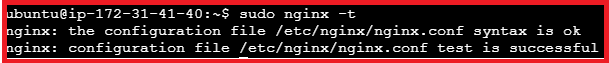 ubuntu@ip-172-31-41-40:~$ sudo nginx -t
nginx: the configuration file /etc/nginx/nginx.conf syntax is ok
nginx: configuration file /etc/nginx/nginx.conf test is successful